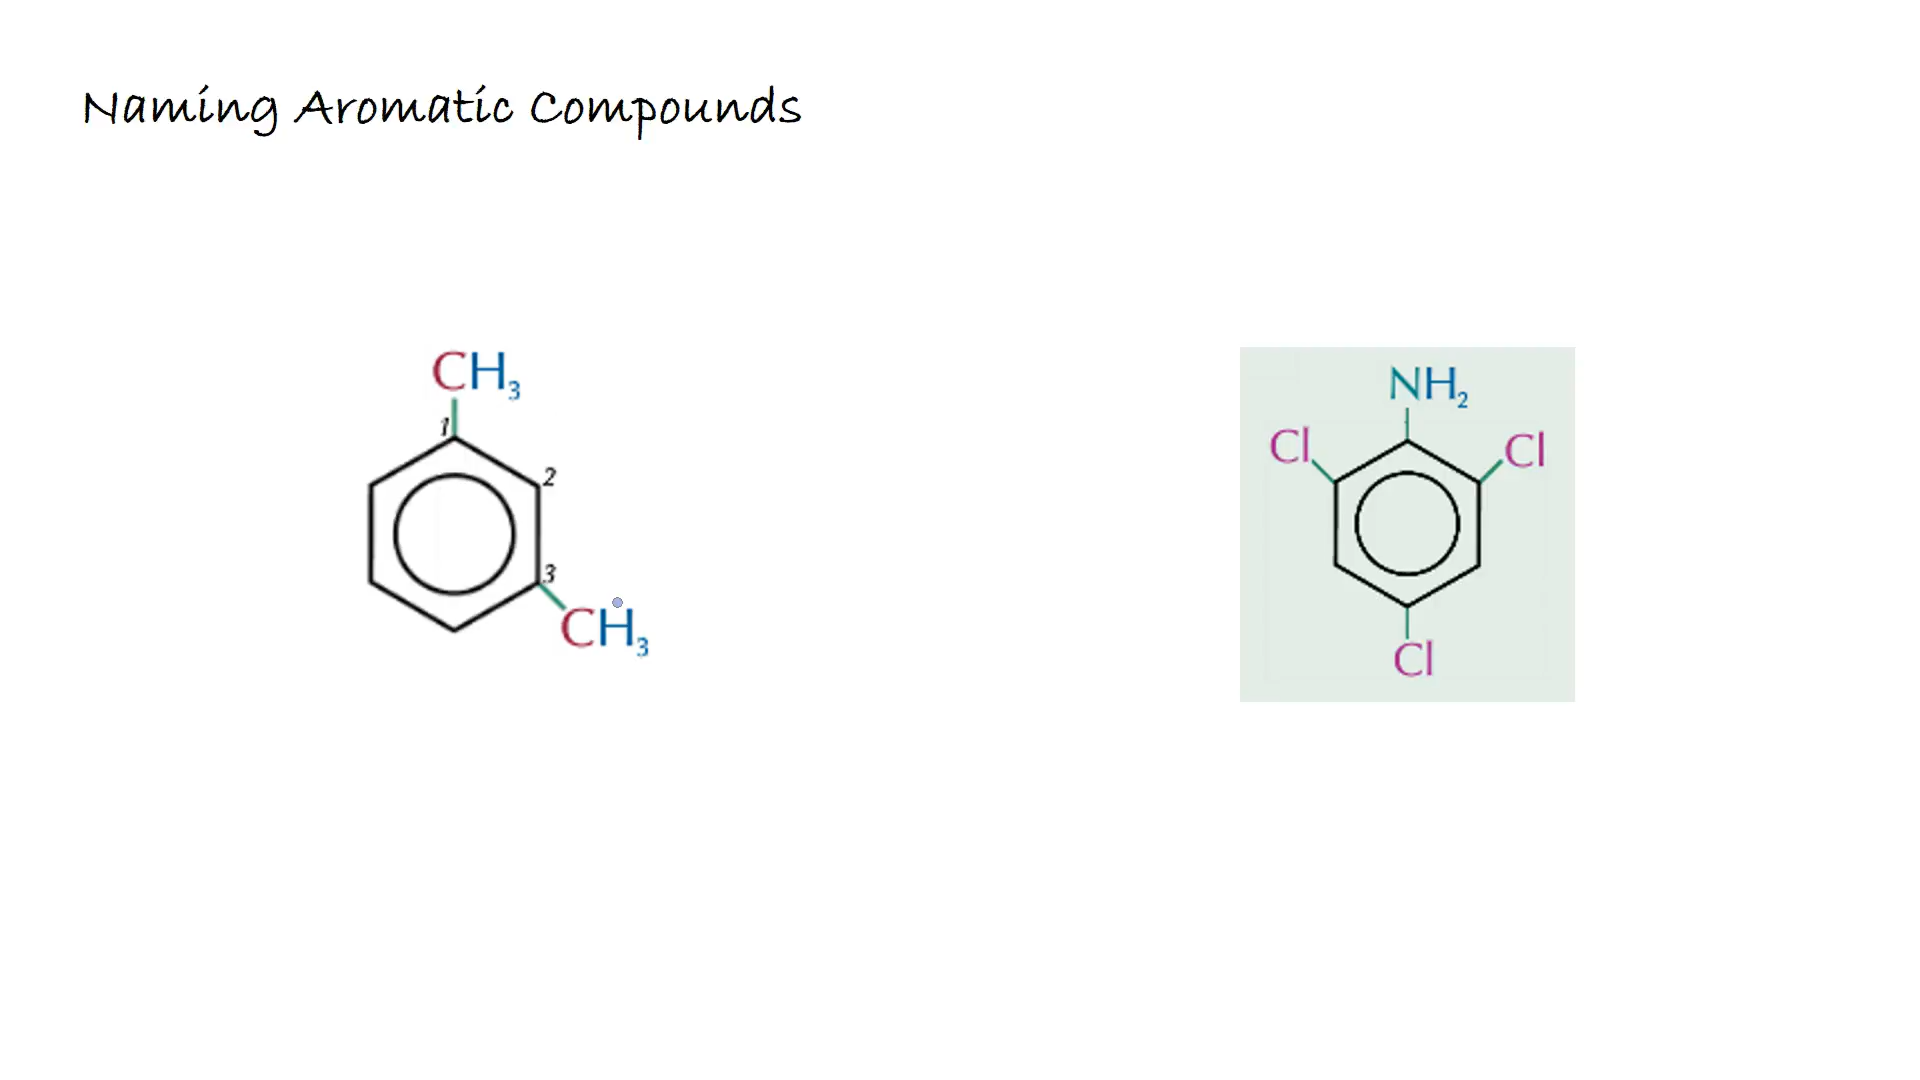 Naming Aromatic Compounds
CH₃
1
2
3
CH₃
NH₂
Cl
Cl
Cl